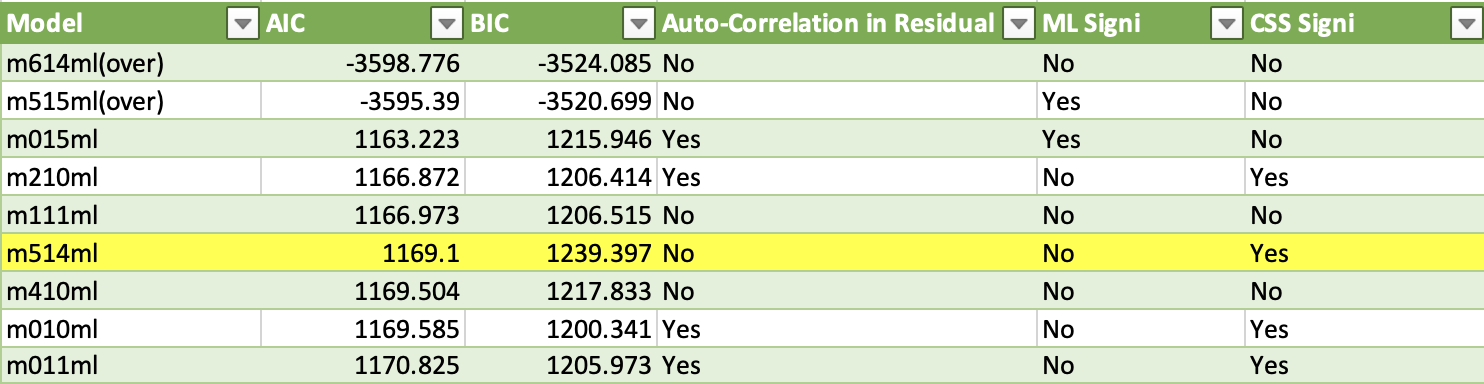 Model AIC BIC Auto-Correlation in Residual ML Signi CSS Signi
m614ml(over) -3598.776 -3524.085 No No No
m515ml(over) -3595.39 -3520.699 No Yes No
m015ml 1163.223 1215.946 Yes Yes No
m210ml 1166.872 1206.414 Yes No Yes
m111ml 1166.973 1206.515 No No No
m514ml 1169.1 1239.397 No No Yes
m410ml 1169.504 1217.833 No No No
m010ml 1169.585 1200.341 Yes No Yes
m011ml 1170.825 1205.973 Yes No Yes